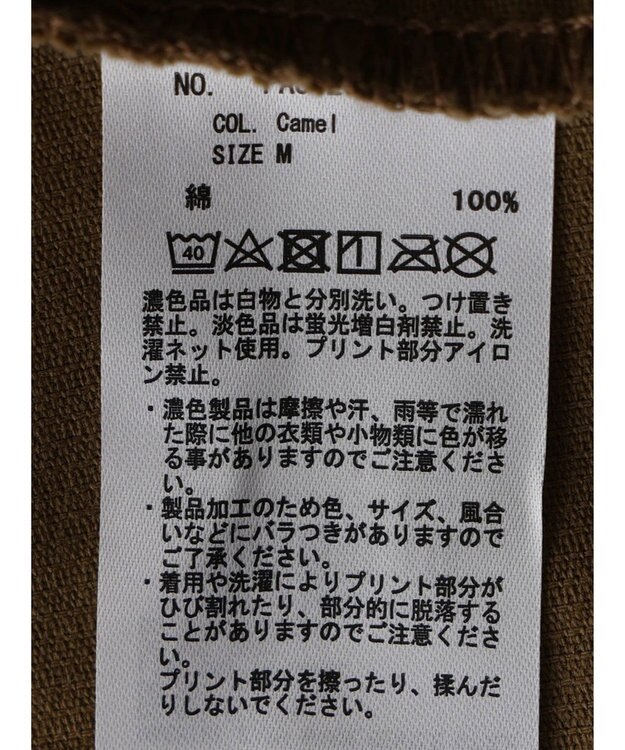 NO.
COL. Camel
SIZE M
綿 100%
40
濃色品は白物と分別洗い。つけ置き
禁止。淡色品は蛍光増白剤禁止。洗
濯ネット使用。プリント部分アイロ
ン禁止。
・濃色製品は摩擦や汗、雨等で濡れ
た際に他の衣類や小物類に色が移
る事がありますのでご注意くださ
い。
・製品加工のため色、サイズ、風合
いなどにバラつきがありますので
ご了承ください。
・着用や洗濯によりプリント部分が
ひび割れたり、部分的に脱落する
ことがありますのでご注意くださ
い。
プリント部分を擦ったり、揉んだ
りしないでください。